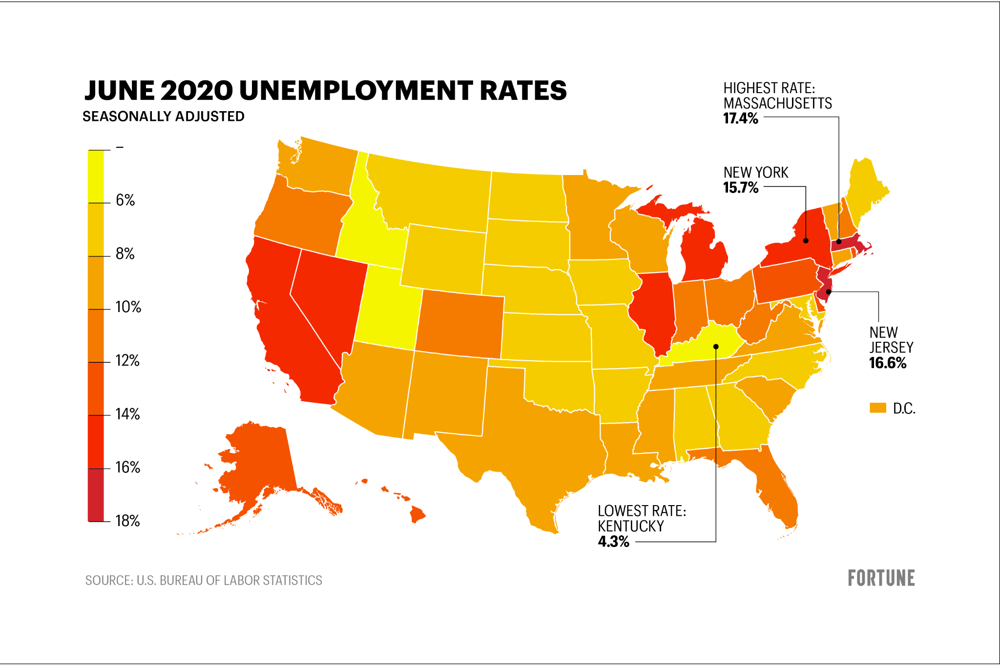 JUNE 2020 UNEMPLOYMENT RATES
SEASONALLY ADJUSTED
–
6%
8%
10%
12%
14%
16%
18%
HIGHEST RATE:
MASSACHUSETTS
17.4%
NEW YORK
15.7%
NEW
JERSEY
16.6%
D.C.
LOWEST RATE:
KENTUCKY
4.3%
SOURCE: U.S. BUREAU OF LABOR STATISTICS
FORTUNE